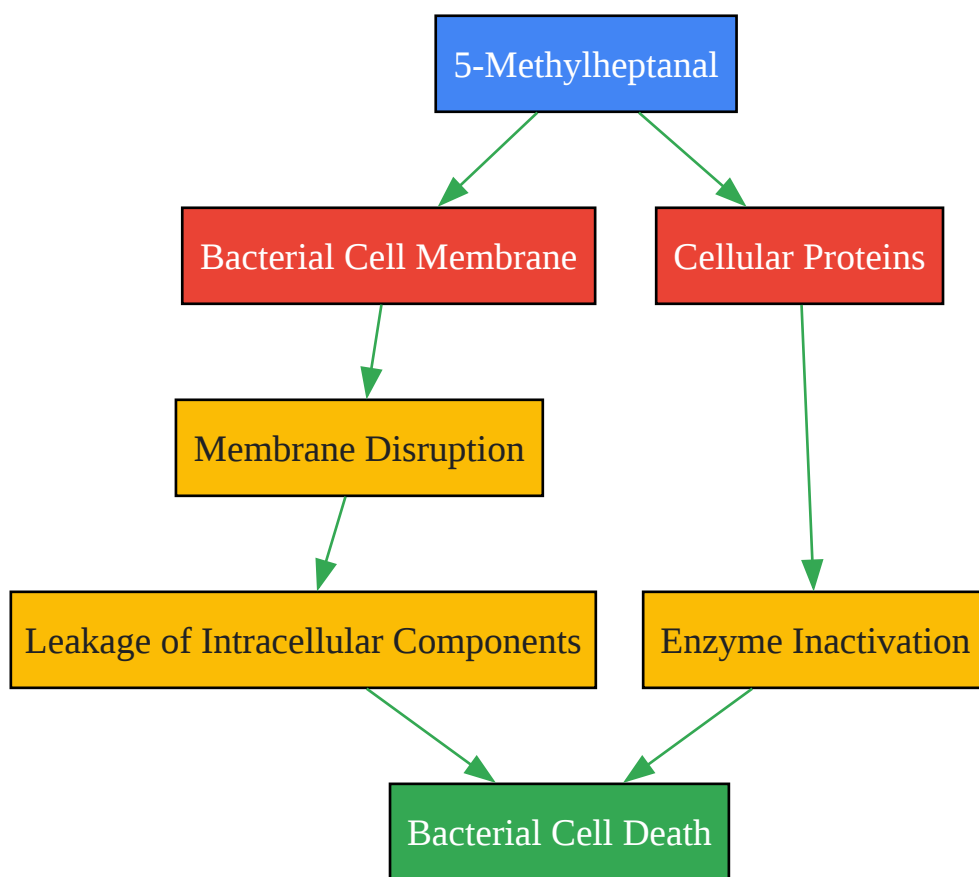 5-Methylheptanal
Bacterial Cell Membrane
Cellular Proteins
Membrane Disruption
Leakage of Intracellular Components
Enzyme Inactivation
Bacterial Cell Death